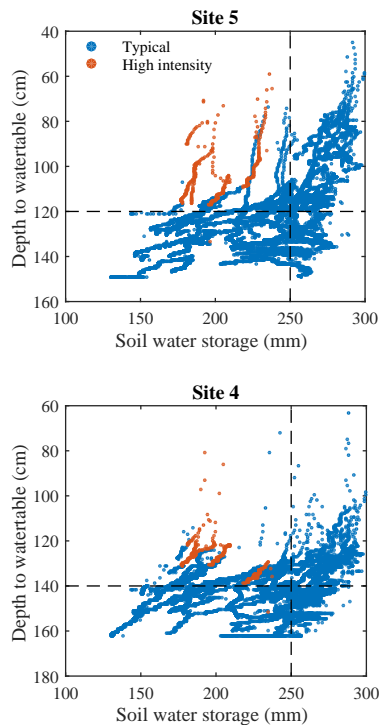 Site 5
40
60
80
100
120
140
160
Depth to watertable (cm)
Typical
High intensity
100 150 200 250 300
Soil water storage (mm)
Site 4
60
80
100
120
140
160
180
Depth to watertable (cm)
100 150 200 250 300
Soil water storage (mm)